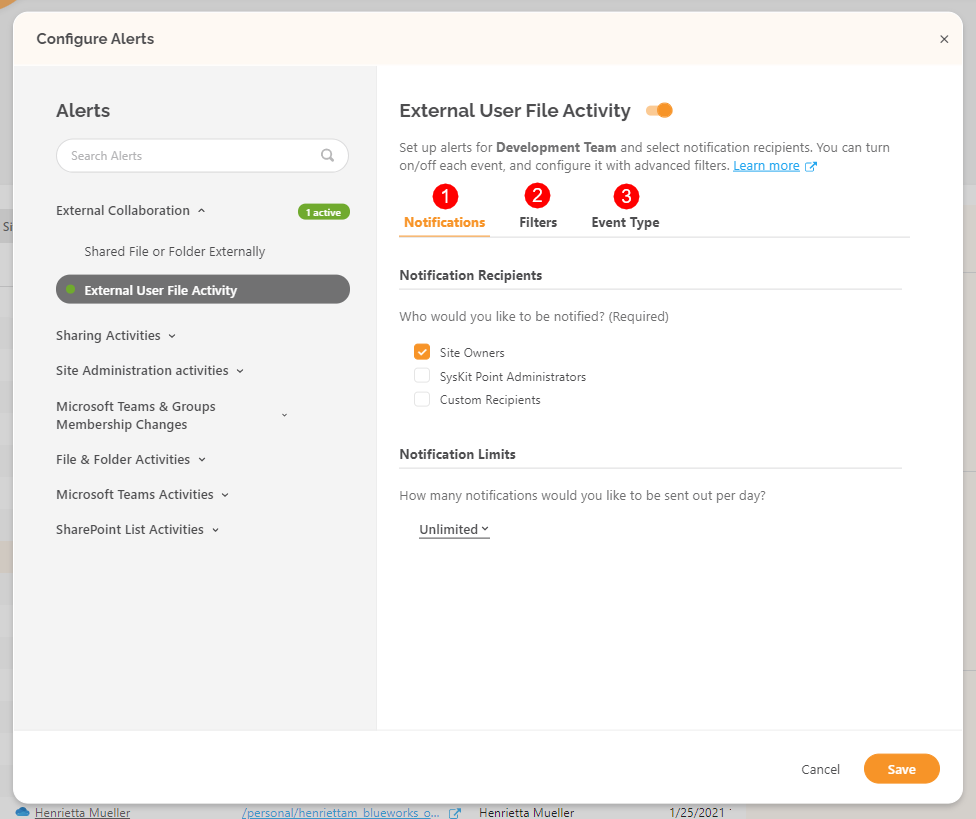 Configure Alerts
×
Alerts
Search Alerts
External Collaboration
1 active
Shared File or Folder Externally
External User File Activity
Sharing Activities
Site Administration activities
Microsoft Teams & Groups
Membership Changes
File & Folder Activities
Microsoft Teams Activities
SharePoint List Activities
External User File Activity
Set up alerts for Development Team and select notification recipients. You can turn
on/off each event, and configure it with advanced filters. Learn more
1 2 3
Notifications Filters Event Type
Notification Recipients
Who would you like to be notified? (Required)
Site Owners
SysKit Point Administrators
Custom Recipients
Notification Limits
How many notifications would you like to be sent out per day?
Unlimited
Cancel Save
Si
Henrietta Mueller /personal/henriettam_blueworks_o... Henrietta Mueller 1/25/2021